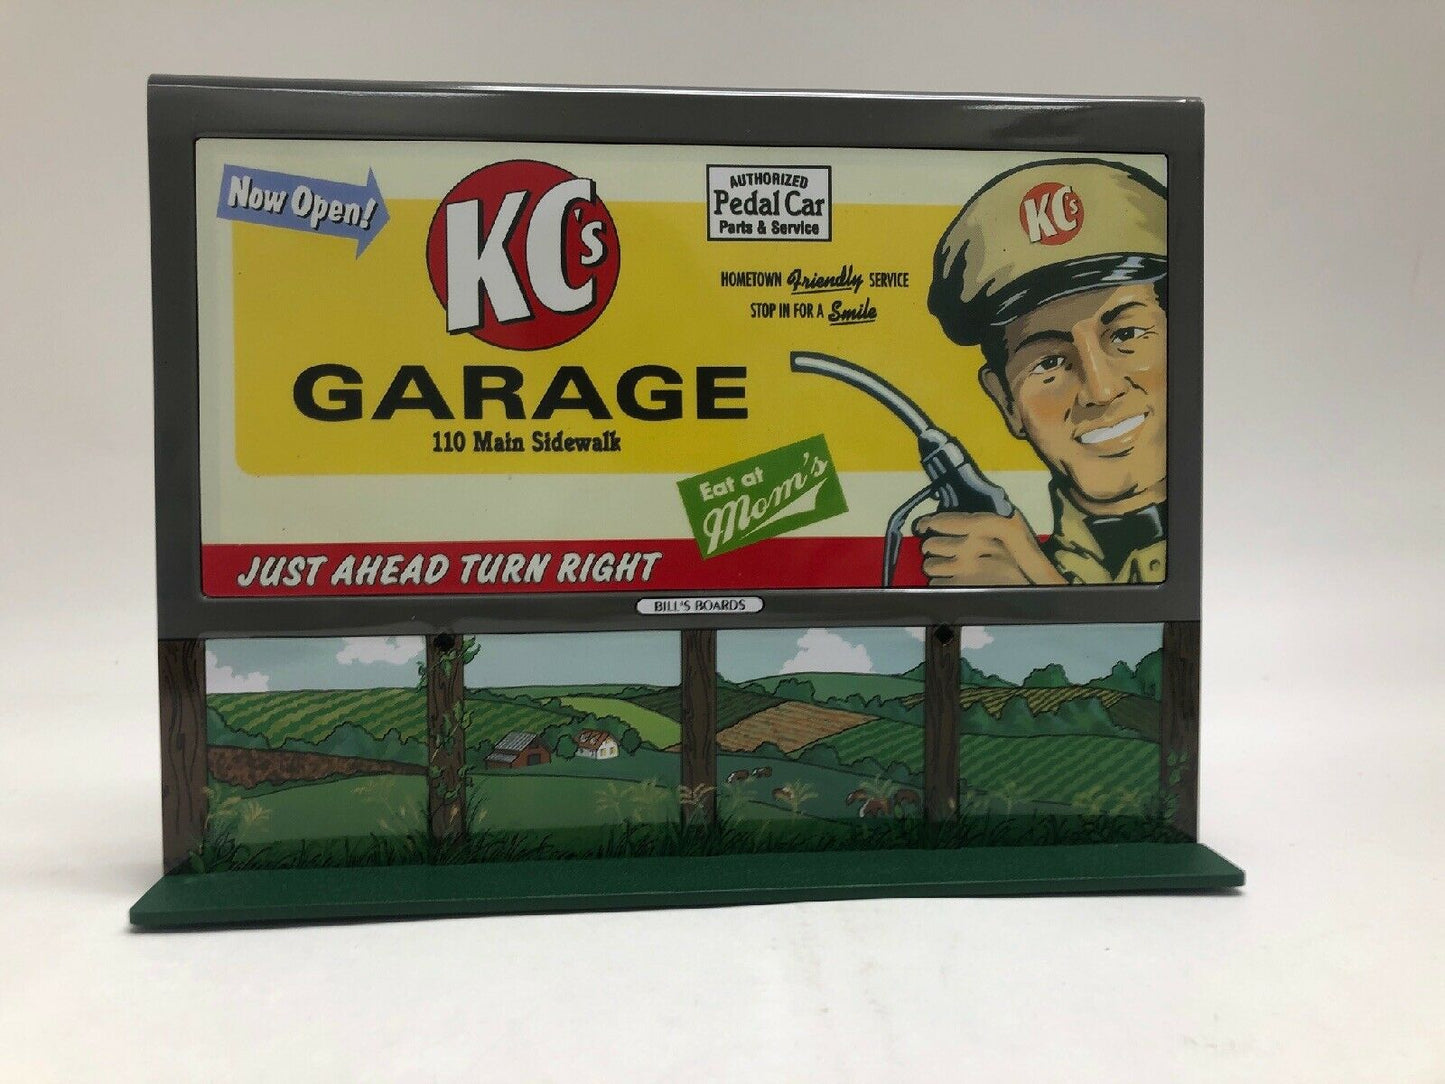 Now Open!
KC's
GARAGE
110 Main Sidewalk
AUTHORIZED
Pedal Car
Parts & Service
HOMETOWN Friendly SERVICE
STOP IN FOR A Smile
KC's
Eat at
Mom's
JUST AHEAD TURN RIGHT
BILL'S BOARDS